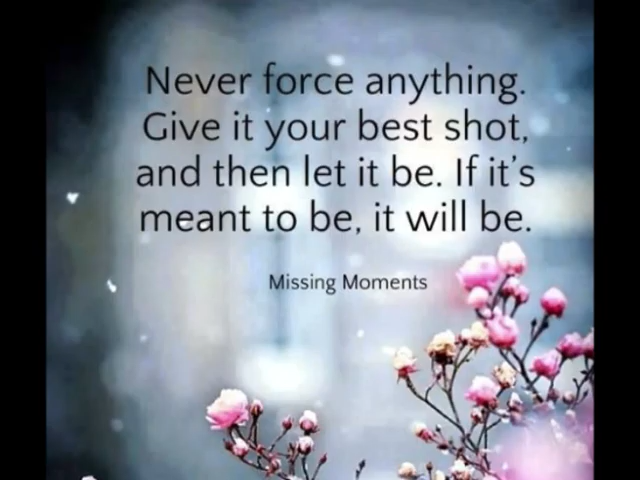 Never force anything.
Give it your best shot,
and then let it be. If it’s
meant to be, it will be.
Missing Moments